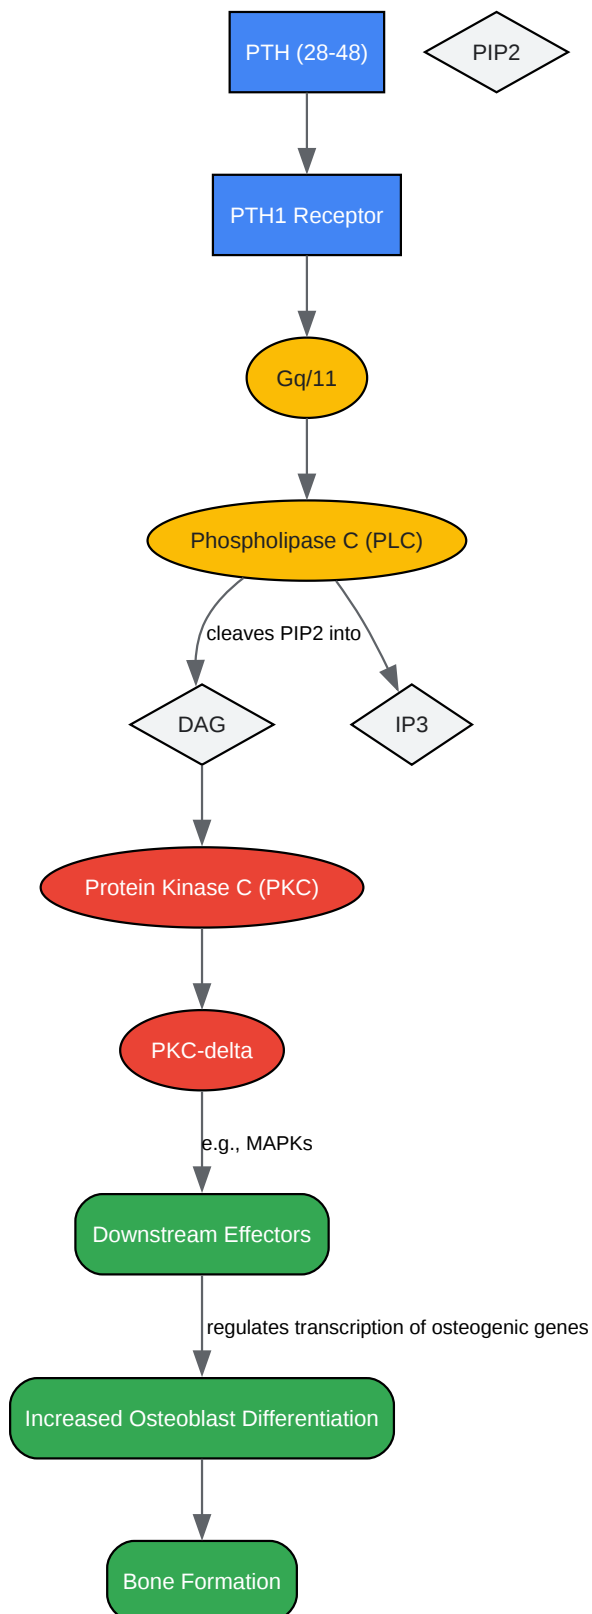 PTH (28-48)
PIP2
PTH1 Receptor
Gq/11
Phospholipase C (PLC)
cleaves PIP2 into
DAG
IP3
Protein Kinase C (PKC)
PKC-delta
e.g., MAPKs
Downstream Effectors
regulates transcription of osteogenic genes
Increased Osteoblast Differentiation
Bone Formation